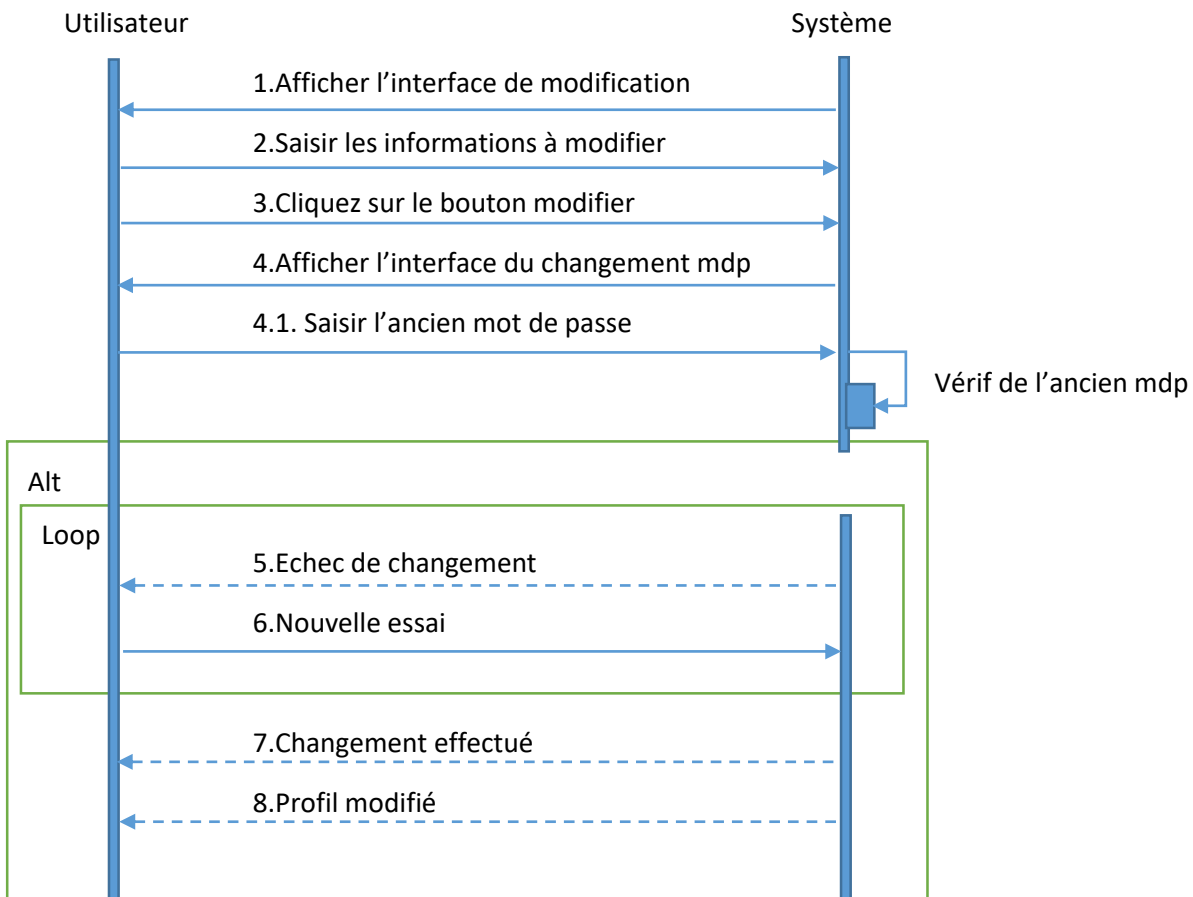 Utilisateur
Système
1.Afficher l’interface de modification
2.Saisir les informations à modifier
3.Cliquez sur le bouton modifier
4.Afficher l’interface du changement mdp
4.1. Saisir l’ancien mot de passe
Vérif de l’ancien mdp
Alt
Loop
5.Echec de changement
6.Nouvelle essai
7.Changement effectué
8.Profil modifié